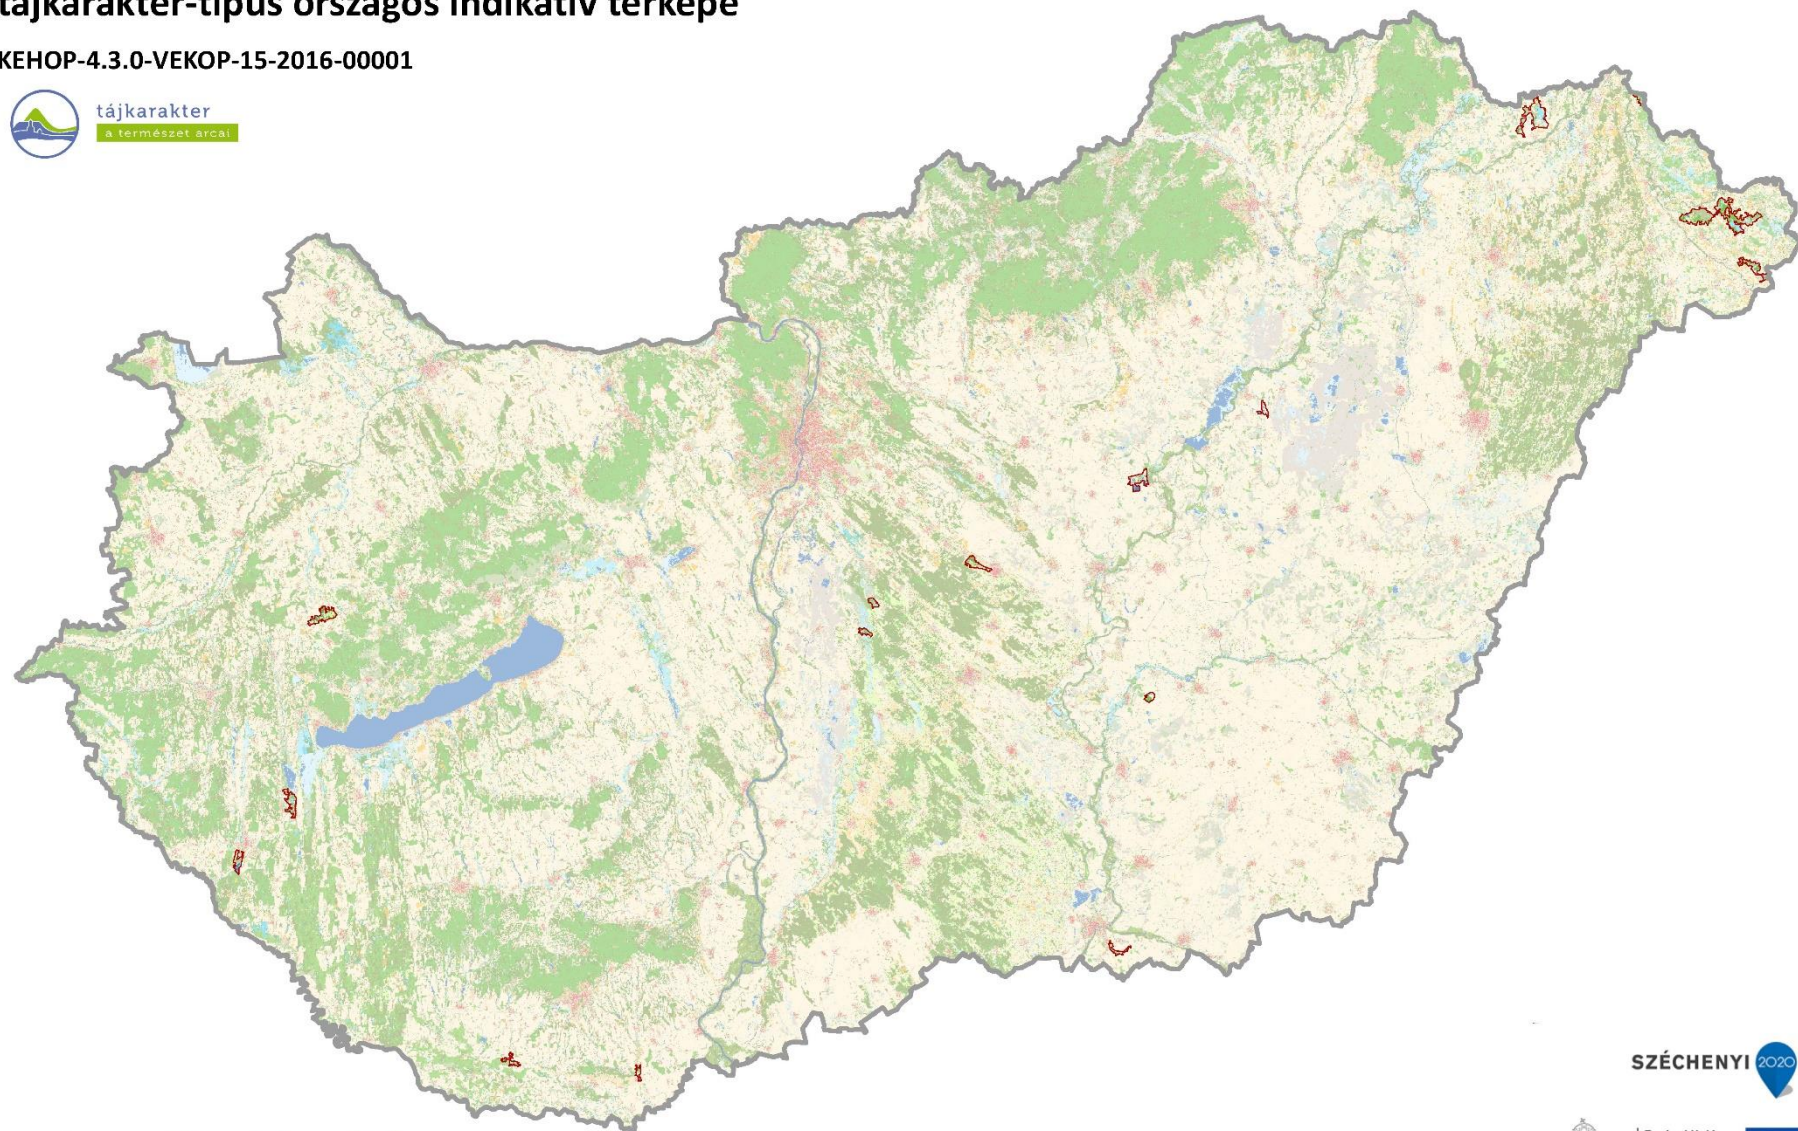 tájkarakter-típus országos indikatív térképe
KEHOP-4.3.0-VEKOP-15-2016-00001
tájkarakter
a természet arcai
SZÉCHENYI 2020